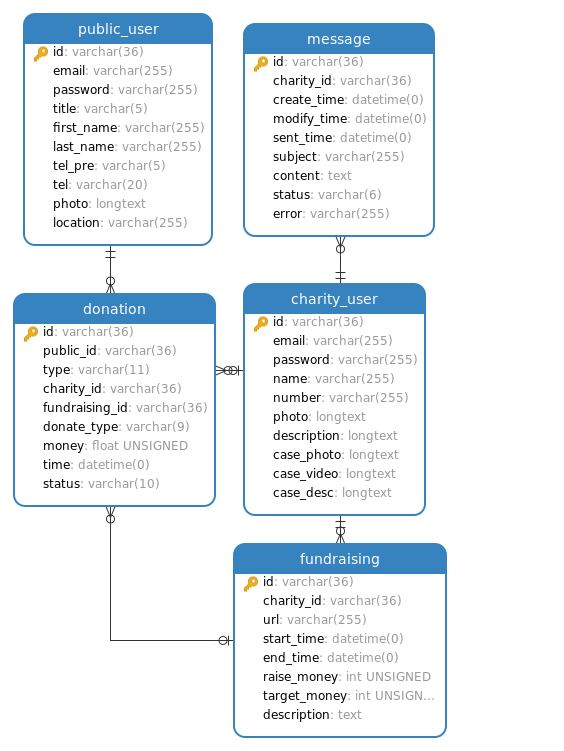 public_user
id: varchar(36)
email: varchar(255)
password: varchar(255)
title: varchar(5)
first_name: varchar(255)
last_name: varchar(255)
tel_pre: varchar(5)
tel: varchar(20)
photo: longtext
location: varchar(255)
message
id: varchar(36)
charity_id: varchar(36)
create_time: datetime(0)
modify_time: datetime(0)
sent_time: datetime(0)
subject: varchar(255)
content: text
status: varchar(6)
error: varchar(255)
donation
id: varchar(36)
public_id: varchar(36)
type: varchar(11)
charity_id: varchar(36)
fundraising_id: varchar(36)
donate_type: varchar(9)
money: float UNSIGNED
time: datetime(0)
status: varchar(10)
charity_user
id: varchar(36)
email: varchar(255)
password: varchar(255)
name: varchar(255)
number: varchar(255)
photo: longtext
description: longtext
case_photo: longtext
case_video: longtext
case_desc: longtext
fundraising
id: varchar(36)
charity_id: varchar(36)
url: varchar(255)
start_time: datetime(0)
end_time: datetime(0)
raise_money: int UNSIGNED
target_money: int UNSIGN...
description: text